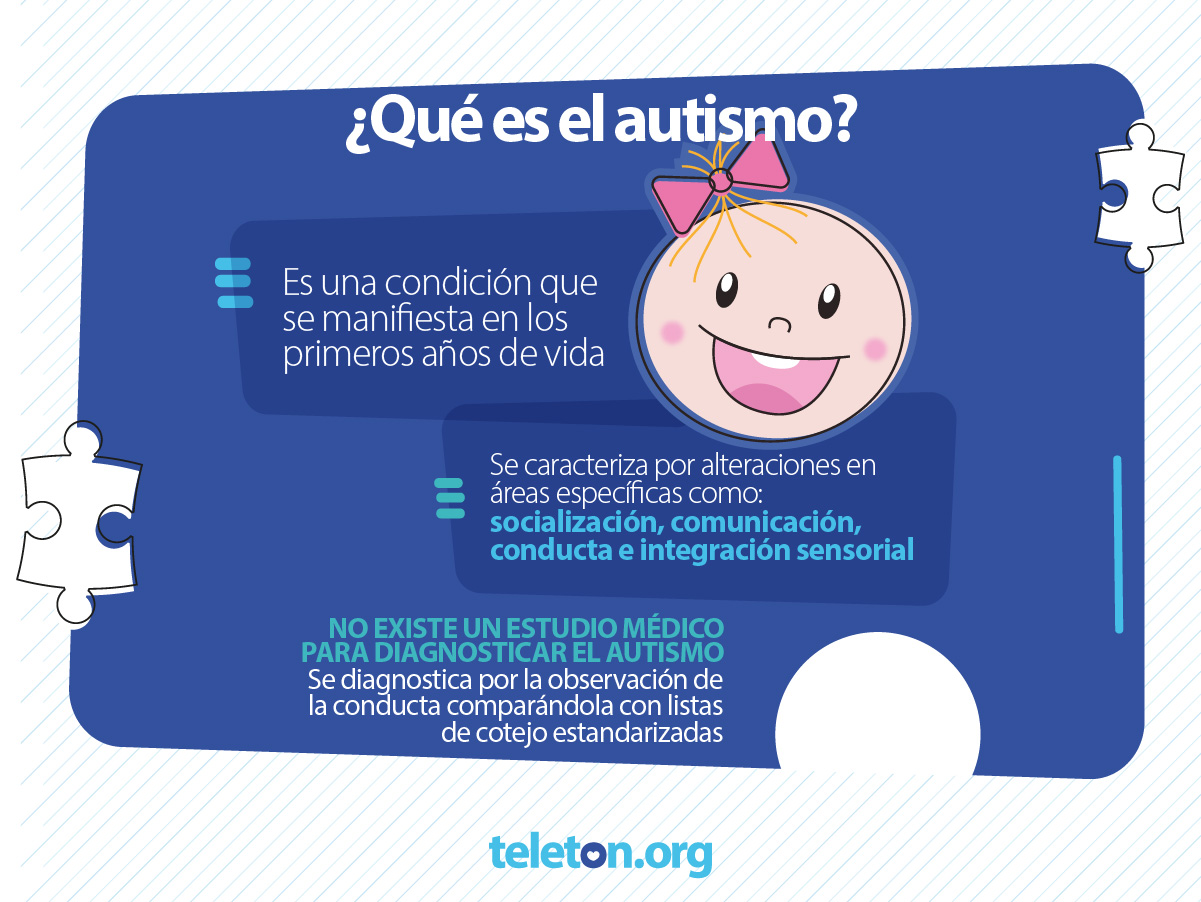 ¿Qué es el autismo?
Es una condición que
se manifiesta en los
primeros años de vida
Se caracteriza por alteraciones en
áreas específicas como:
socialización, comunicación,
conducta e integración sensorial
NO EXISTE UN ESTUDIO MÉDICO
PARA DIAGNOSTICAR EL AUTISMO
Se diagnostica por la observación de
la conducta comparándola con listas
de cotejo estandarizadas
teleton.org